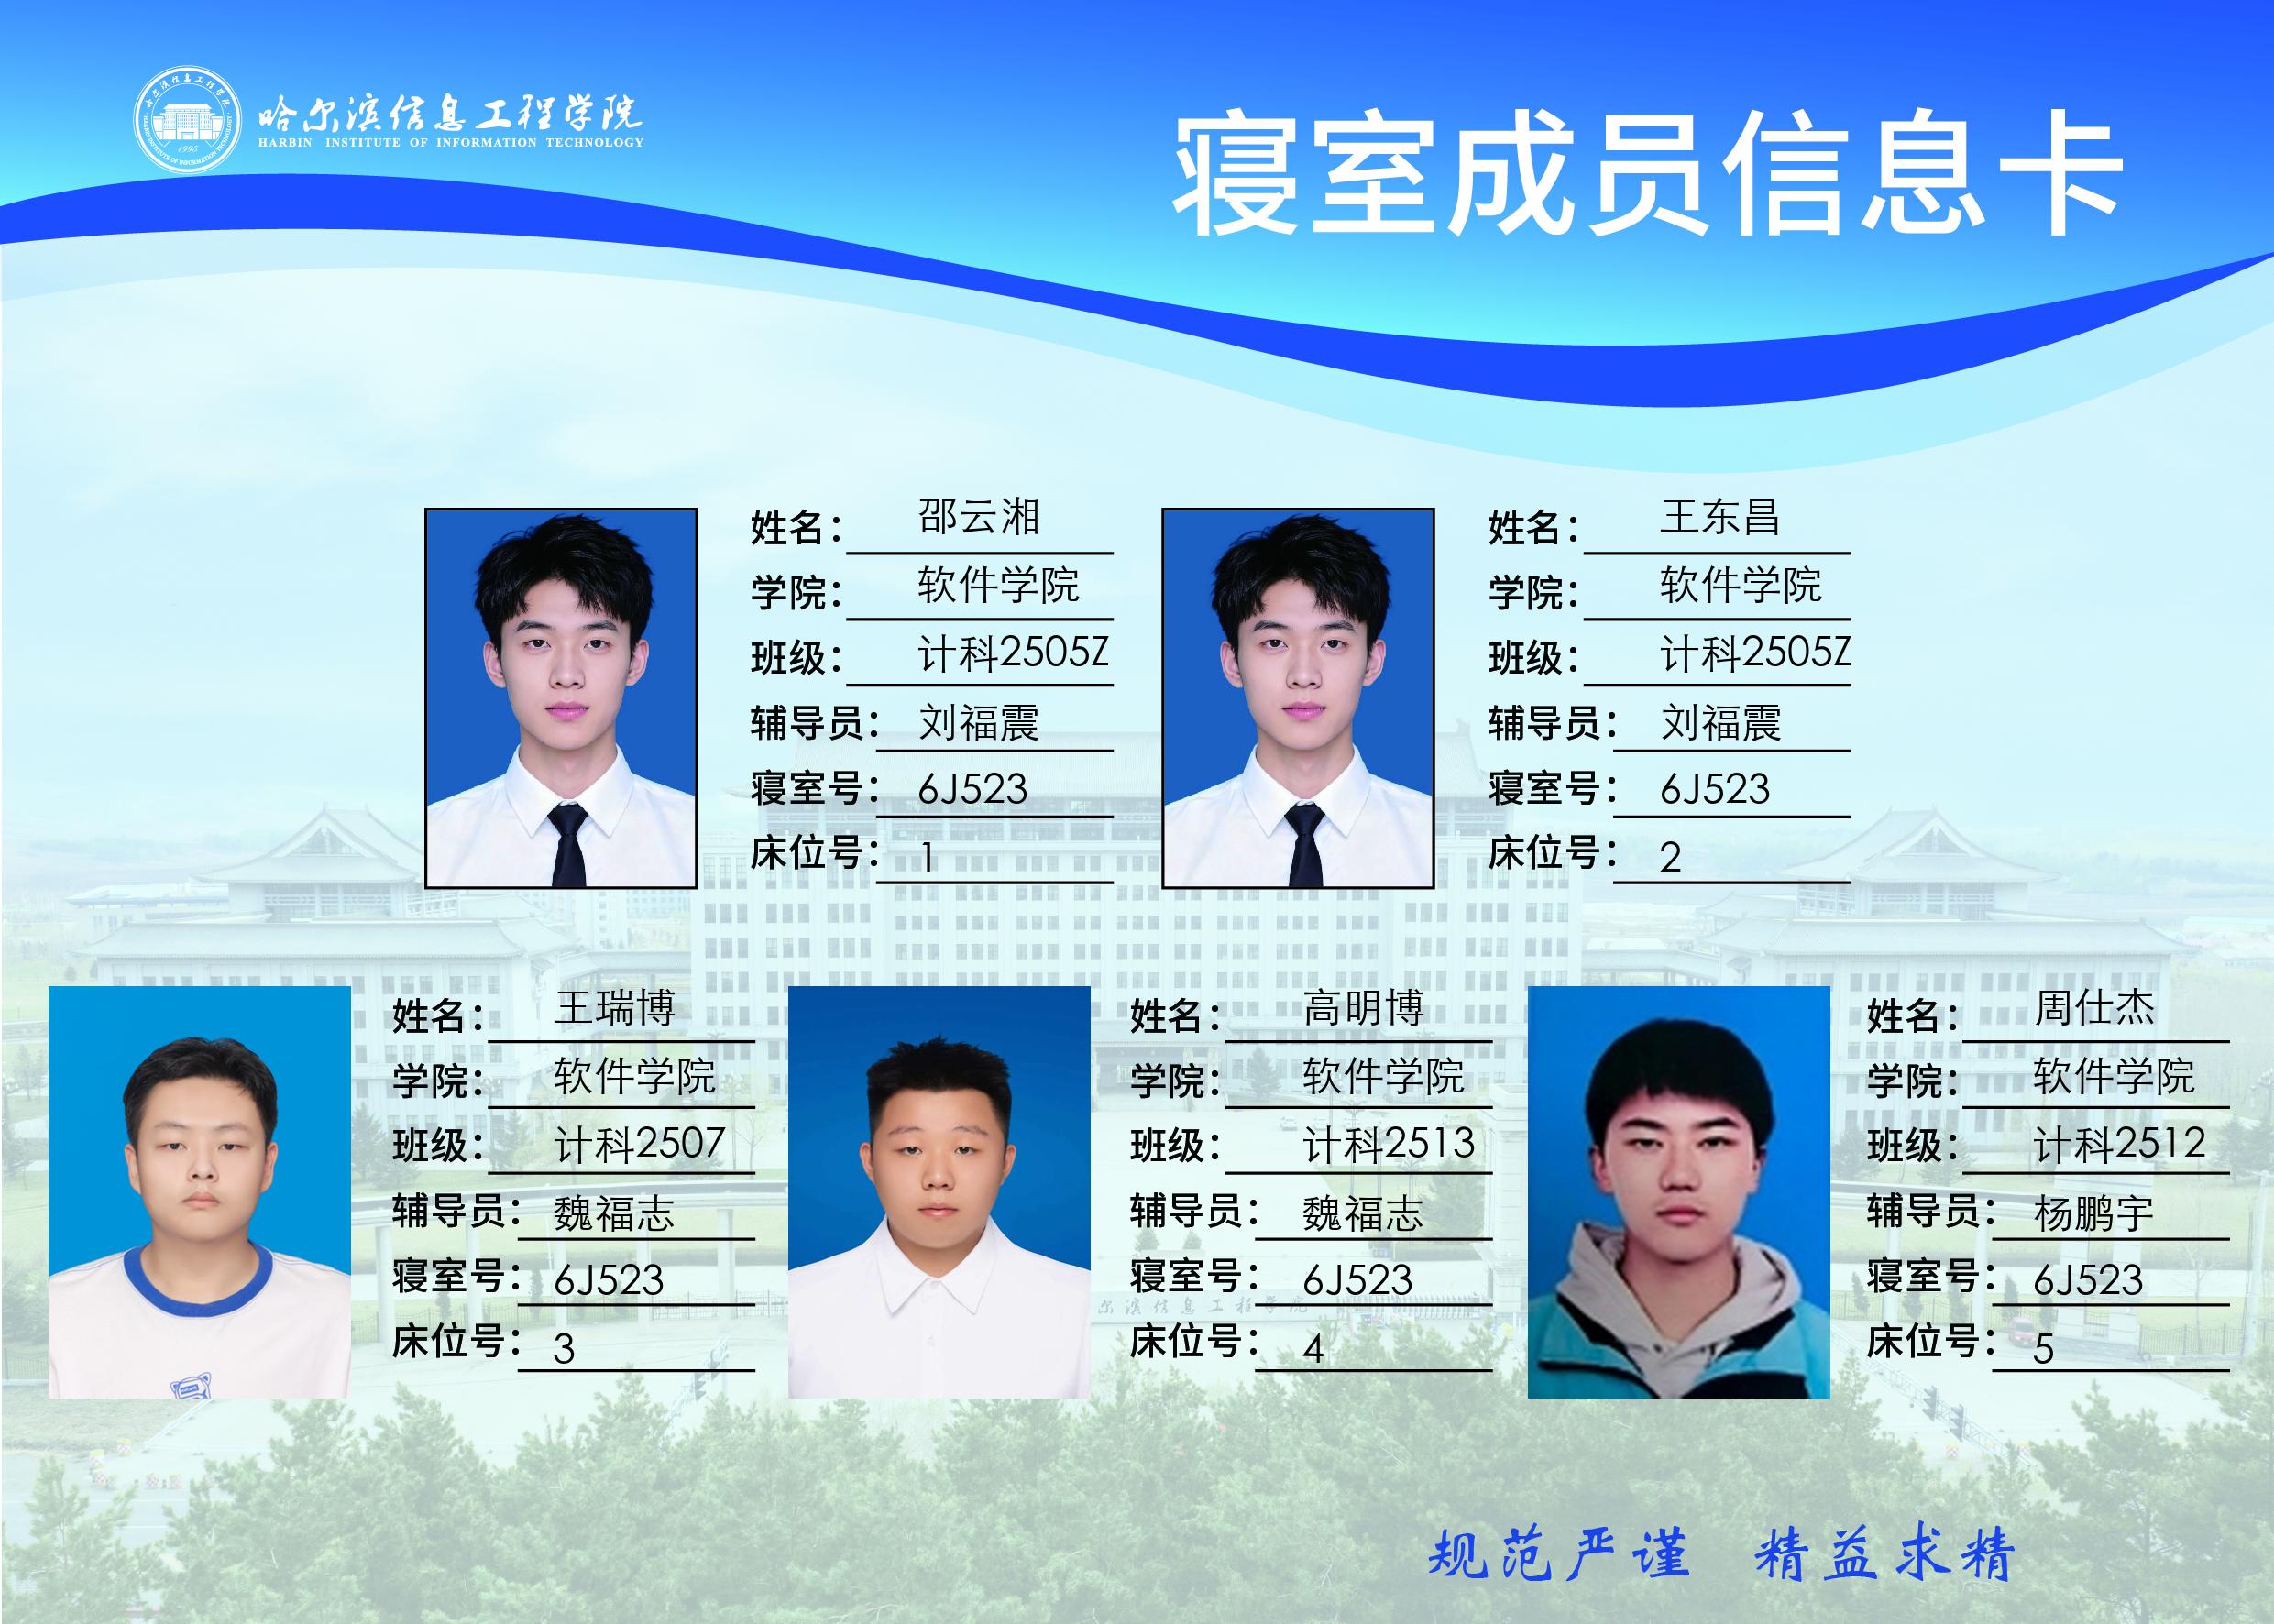 哈尔滨信息工程学院
HARBIN INSTITUTE OF INFORMATION TECHNOLOGY
1995
寝室成员信息卡
姓名： 邵云湘
学院： 软件学院
班级： 计科2505Z
辅导员： 刘福震
寝室号： 6J523
床位号： 1
姓名： 王东昌
学院： 软件学院
班级： 计科2505Z
辅导员： 刘福震
寝室号： 6J523
床位号： 2
姓名： 王瑞博
学院： 软件学院
班级： 计科2507
辅导员： 魏福志
寝室号： 6J523
床位号： 3
姓名： 高明博
学院： 软件学院
班级： 计科2513
辅导员： 魏福志
寝室号： 6J523
床位号： 4
姓名： 周仕杰
学院： 软件学院
班级： 计科2512
辅导员： 杨鹏宇
寝室号： 6J523
床位号： 5
尔滨信息工程学院
规范严谨 精益求精